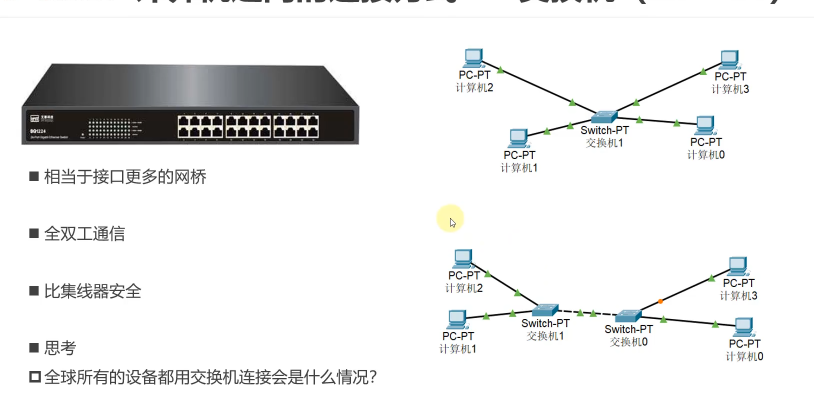 相当于接口更多的网桥
全双工通信
比集线器安全
思考
全球所有的设备都用交换机连接会是什么情况?
PC-PT
计算机2
PC-PT
计算机3
Switch-PT
交换机1
PC-PT
计算机1
PC-PT
计算机0
PC-PT
计算机2
PC-PT
计算机3
Switch-PT
交换机1
Switch-PT
交换机0
PC-PT
计算机1
PC-PT
计算机0